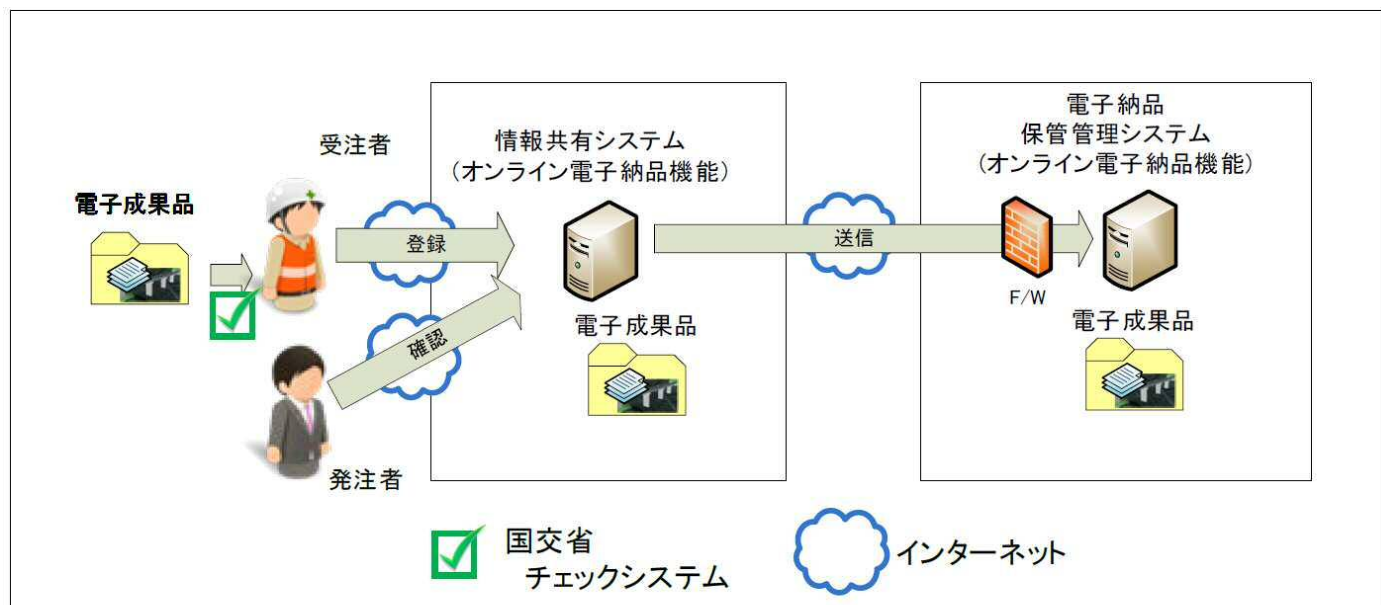 受注者
電子成果品
発注者
登録
確認
情報共有システム
(オンライン電子納品機能)
電子成果品
送信
電子納品
保管管理システム
(オンライン電子納品機能)
F/W
電子成果品
国交省
チェックシステム
インターネット